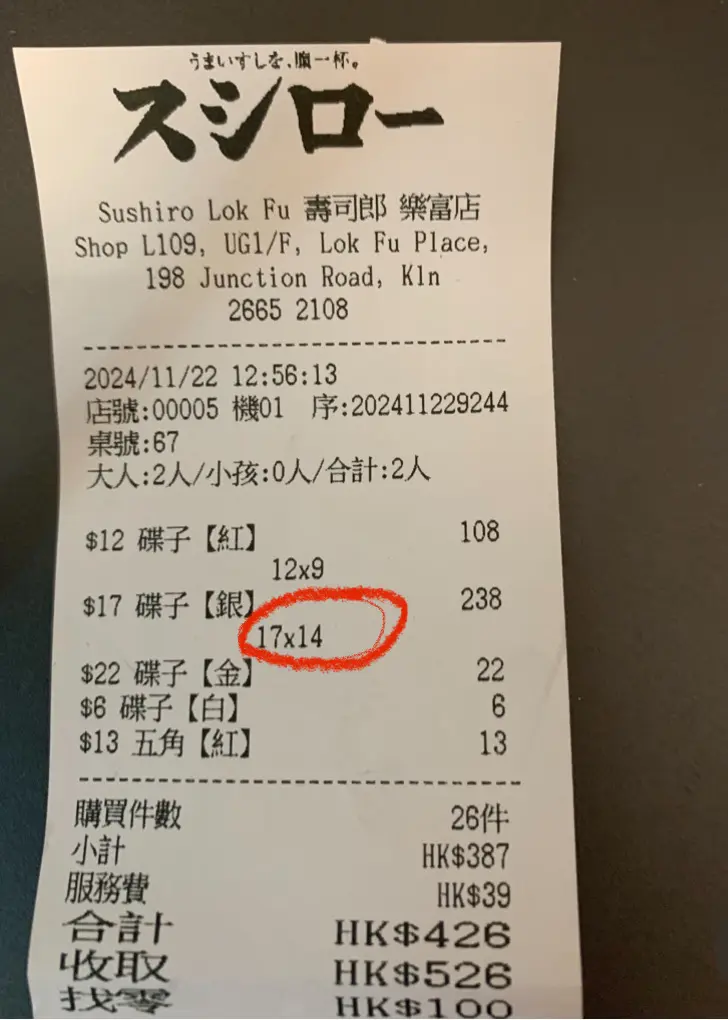 うまいすしを、腹一杯。
スシロー
Sushiro Lok Fu 壽司郎 樂富店
Shop L109, UG1/F, Lok Fu Place,
198 Junction Road, Kln
2665 2108
2024/11/22 12:56:13
店號:00005 機01 序:202411229244
桌號:67
大人:2人/小孩:0人/合計:2人
$12 碟子【紅】 108
12x9
$17 碟子【銀】 238
17x14
$22 碟子【金】 22
$6 碟子【白】 6
$13 五角【紅】 13
購買件數 26件
小計 HK$387
服務費 HK$39
合計 HK$426
收取 HK$526
找零 HK$100